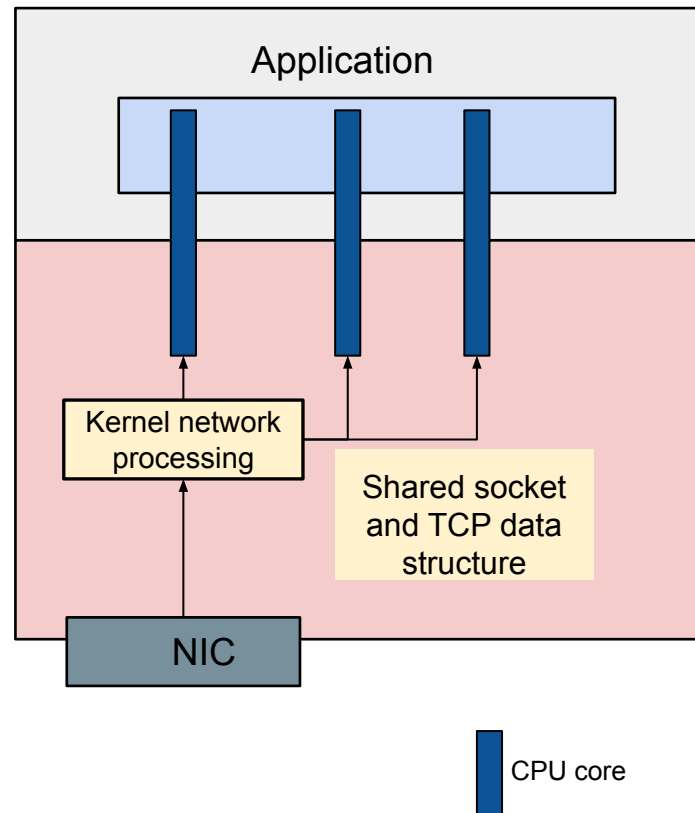 Application
Kernel network
processing
Shared socket
and TCP data
structure
NIC
CPU core